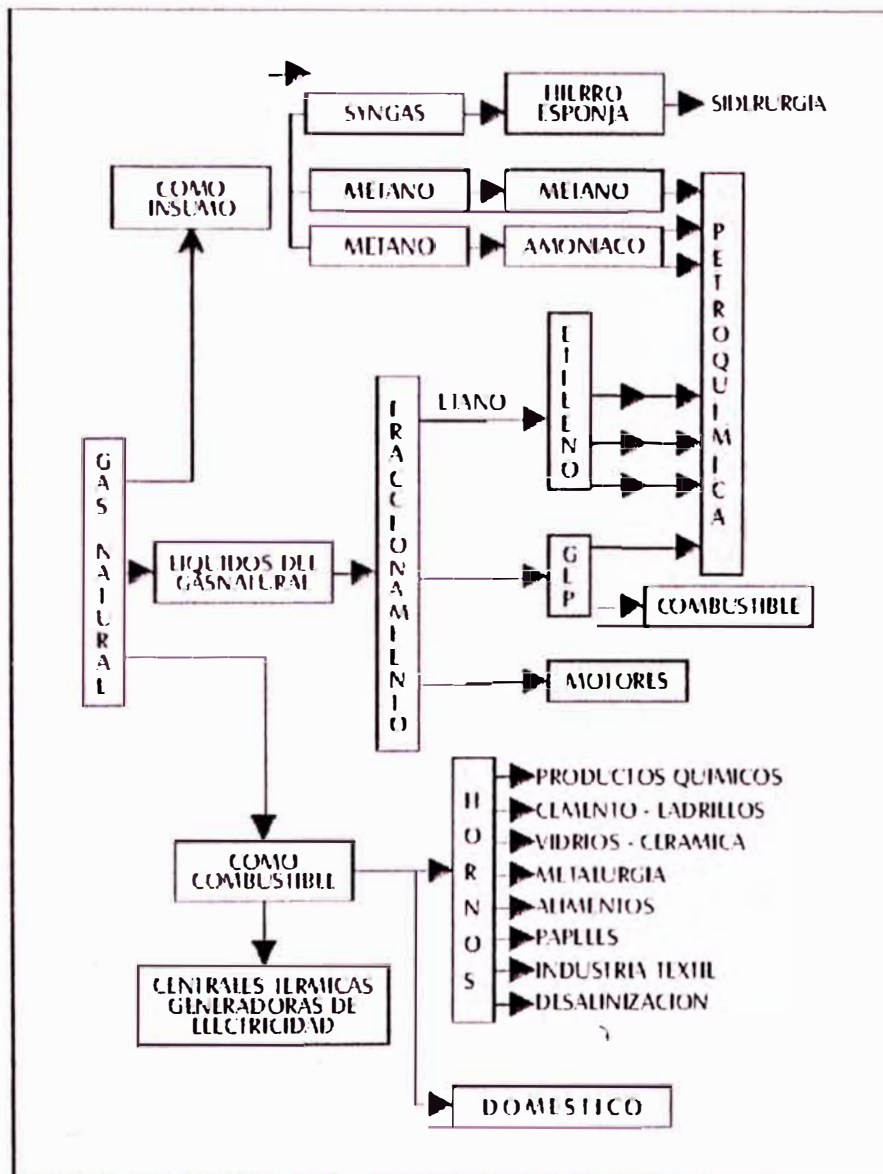 SYNGAS
HIERRO
ESPONJA
SIDERURGIA
COMO
INSUMO
METANO
METANO
METANO
AMONIACO
PETROQUIMICA
ETILENO
ETANO
FRACCIONAMIENTO
GAS NATURAL
LIQUIDOS DEL
GASNATURAL
GLP
COMBUSTIBLE
MOTORES
HORNOS
PRODUCTOS QUIMICOS
CEMENTO - LADRILLOS
VIDRIOS - CERAMICA
METALURGIA
ALIMENTOS
PAPELES
INDUSTRIA TEXTIL
DESALINIZACION
COMO
COMBUSTIBLE
CENTRALES TERMICAS
GENERADORAS DE
ELECTRICIDAD
DOMESTICO